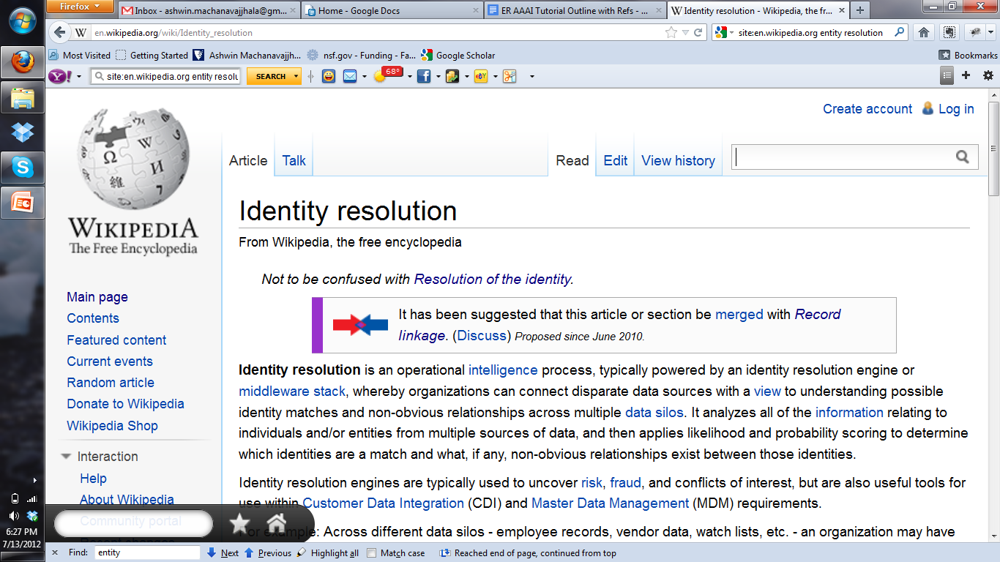 Firefox
Inbox - ashwin.machanavajjhala@gm...
Home - Google Docs
ER AAAI Tutorial Outline with Refs - ...
Identity resolution - Wikipedia, the fr...
en.wikipedia.org/wiki/Identity_resolution
site:en.wikipedia.org entity resolution
Most Visited
Getting Started
Ashwin Machanavajjh...
nsf.gov - Funding - Fa...
Google Scholar
Bookmarks
Y!
site:en.wikipedia.org entity resolu
SEARCH
68°
ebY
Create account
Log in
Article
Talk
Read
Edit
View history
Ω
W
И
維
7
WIKIPEDIA
The Free Encyclopedia
Identity resolution
From Wikipedia, the free encyclopedia
Not to be confused with Resolution of the identity.
It has been suggested that this article or section be merged with Record
linkage. (Discuss) Proposed since June 2010.
Main page
Contents
Featured content
Current events
Random article
Donate to Wikipedia
Wikipedia Shop
Interaction
Help
About Wikipedia
Community portal
Recent changes
Identity resolution is an operational intelligence process, typically powered by an identity resolution engine or
middleware stack, whereby organizations can connect disparate data sources with a view to understanding possible
identity matches and non-obvious relationships across multiple data silos. It analyzes all of the information relating to
individuals and/or entities from multiple sources of data, and then applies likelihood and probability scoring to determine
which identities are a match and what, if any, non-obvious relationships exist between those identities.
Identity resolution engines are typically used to uncover risk, fraud, and conflicts of interest, but are also useful tools for
use within Customer Data Integration (CDI) and Master Data Management (MDM) requirements.
For example: Across different data silos - employee records, vendor data, watch lists, etc. - an organization may have
6:27 PM
7/13/2012
Find:
entity
Next
Previous
Highlight all
Match case
Reached end of page, continued from top